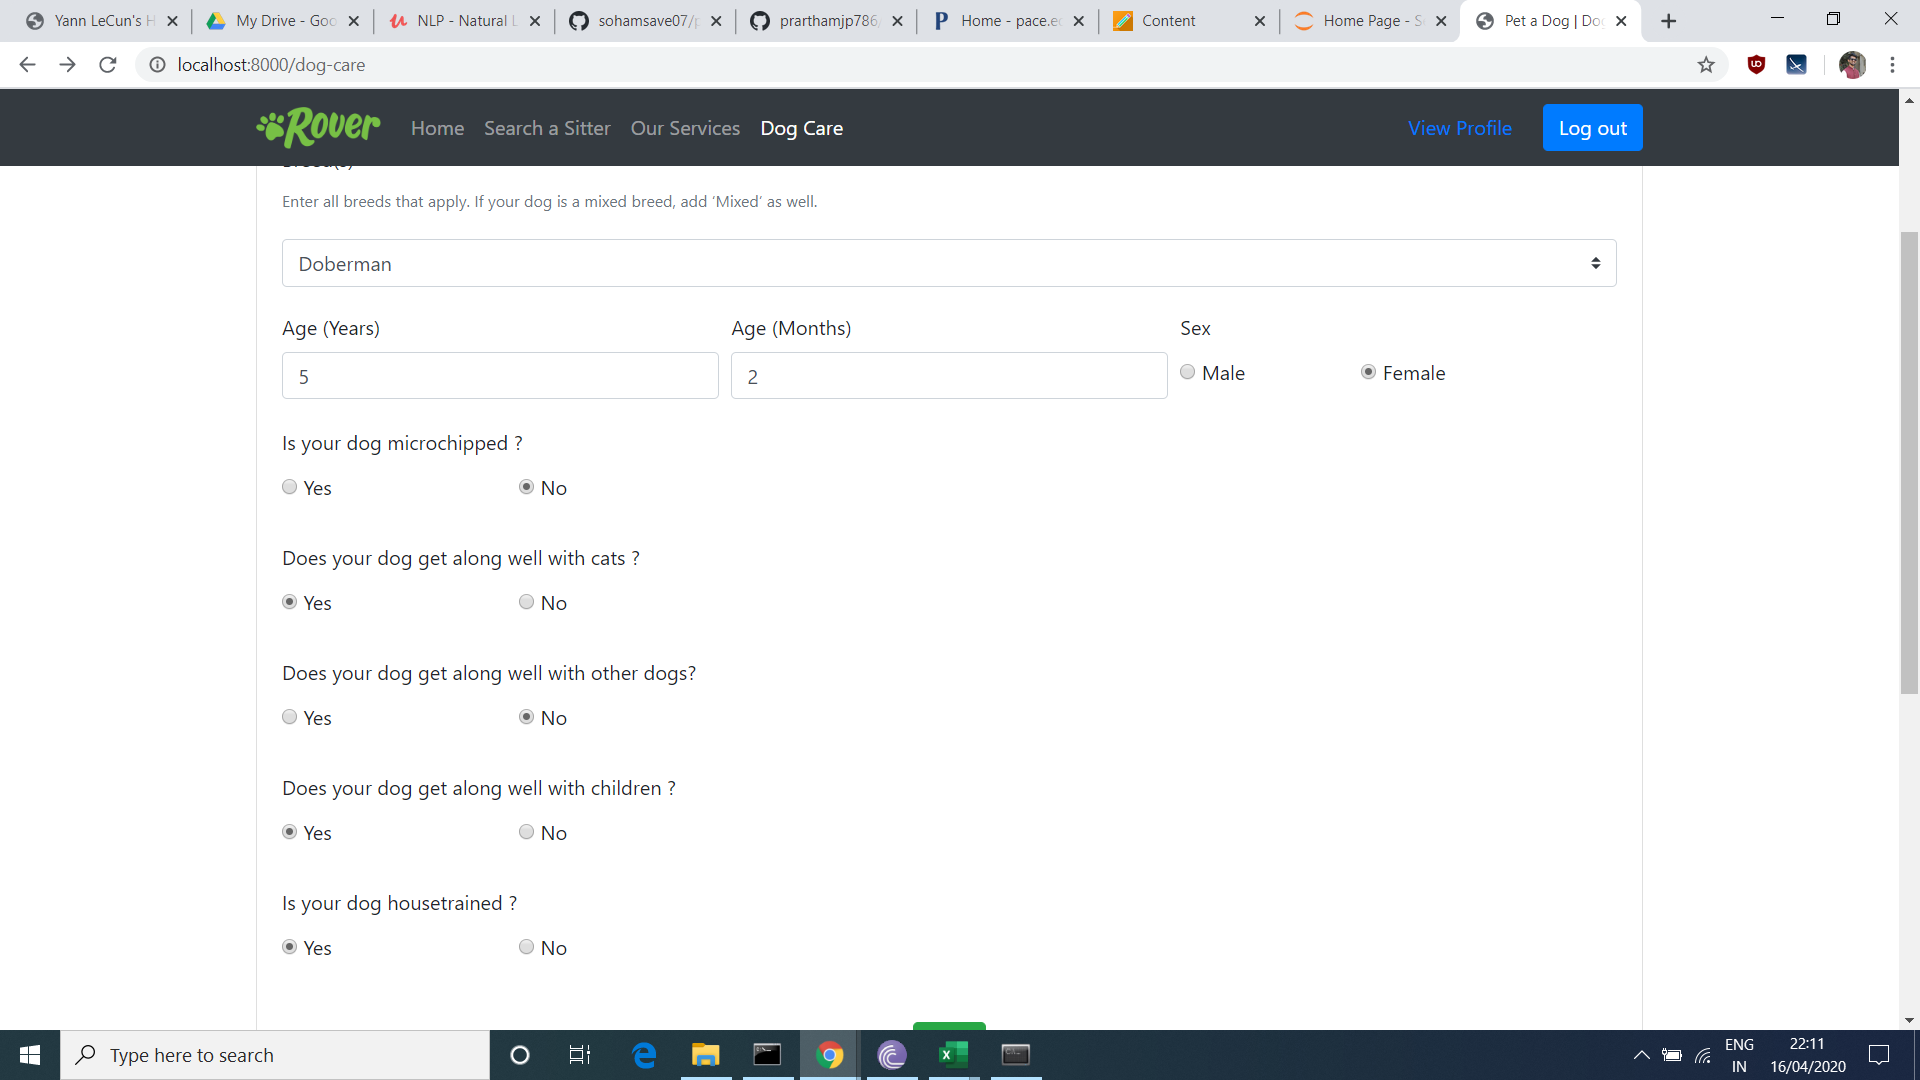 Yann LeCun's H
My Drive - Goo
NLP - Natural L
sohamsave07/p
prarthamjp786/
Home - pace.ed
Content
Home Page - S
Pet a Dog | Do
localhost:8000/dog-care
Rover
Home
Search a Sitter
Our Services
Dog Care
View Profile
Log out
Breed(s)
Enter all breeds that apply. If your dog is a mixed breed, add 'Mixed' as well.
Doberman
Age (Years)
Age (Months)
Sex
5
2
Male
Female
Is your dog microchipped ?
Yes
No
Does your dog get along well with cats ?
Yes
No
Does your dog get along well with other dogs?
Yes
No
Does your dog get along well with children ?
Yes
No
Is your dog housetrained ?
Yes
No
Type here to search
ENG
IN
22:11
16/04/2020